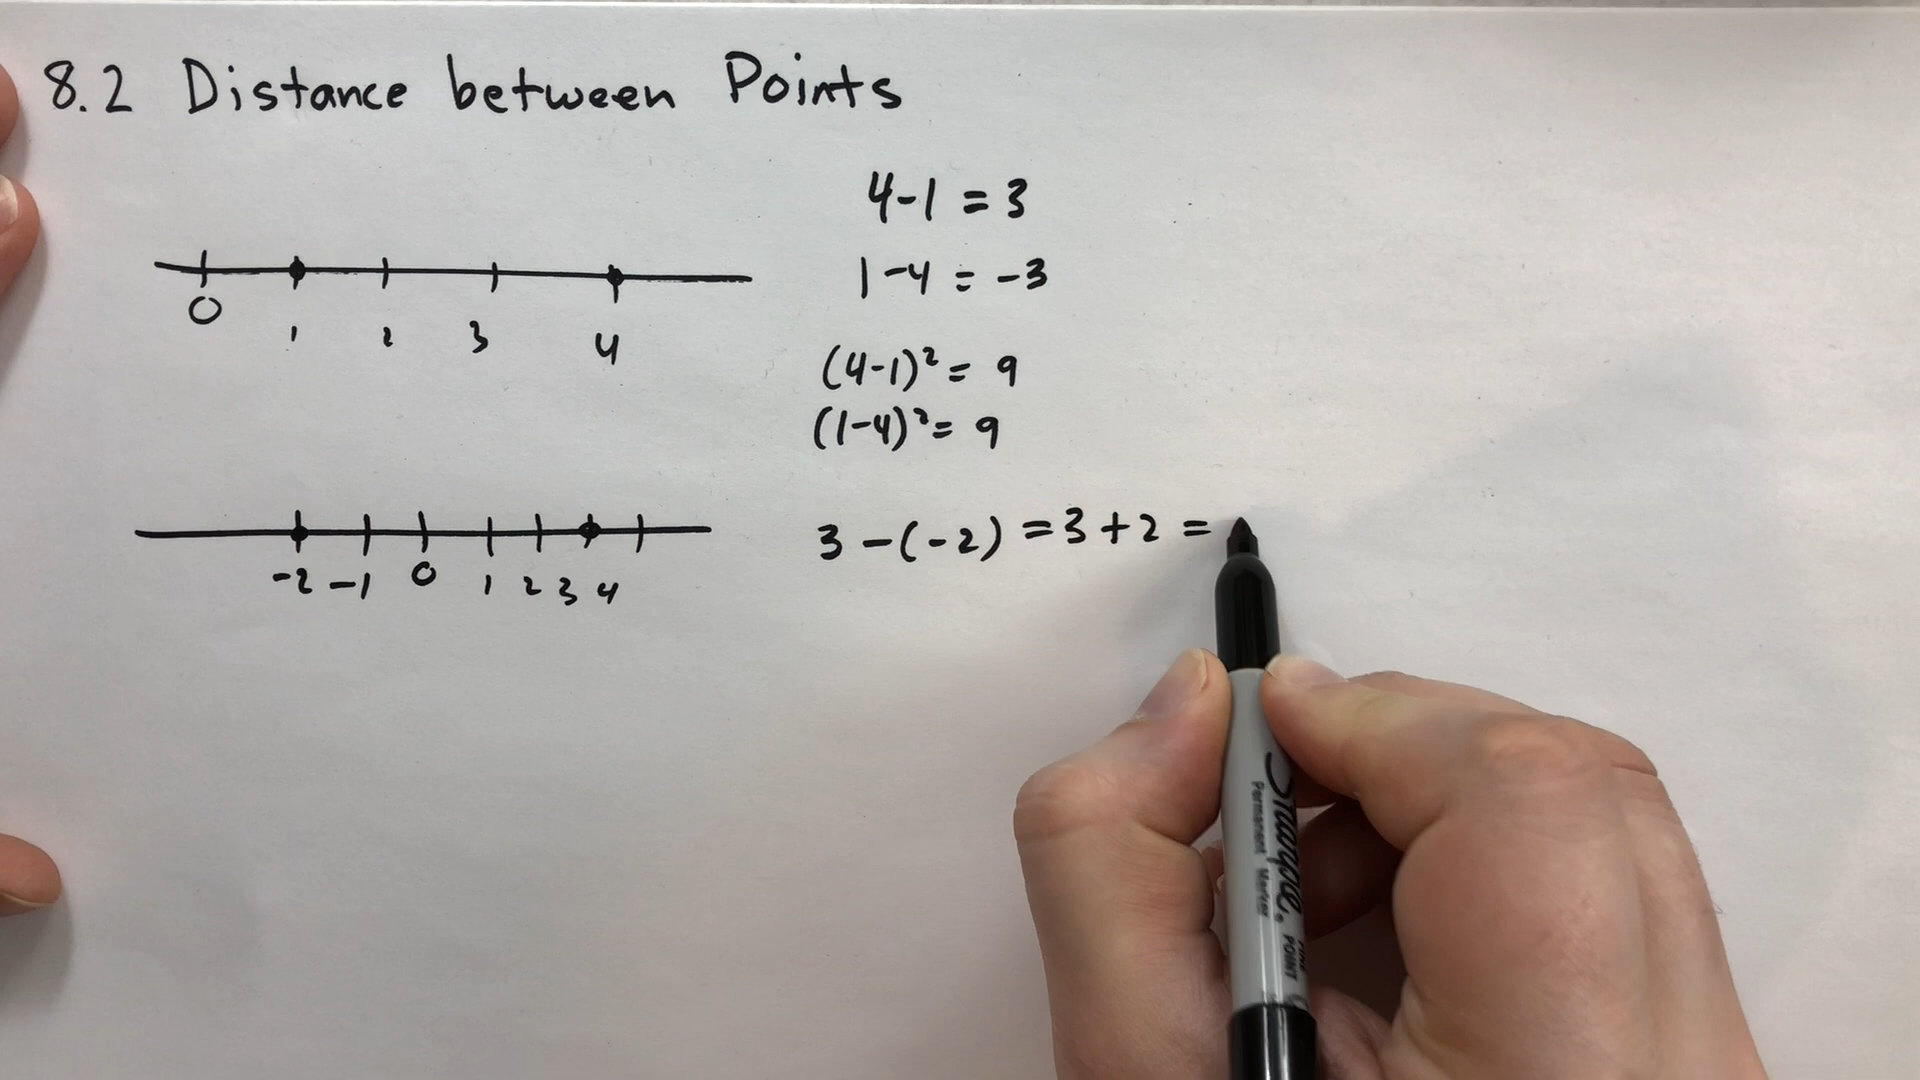 8.2 Distance between Points
4-1 = 3
1-4 = -3
0 1 2 3 4
(4-1)² = 9
(1-4)² = 9
3 -(-2) = 3 + 2 =
-2 -1 0 1 2 3 4
Sharpie.
FINE POINT
Permanent Marker